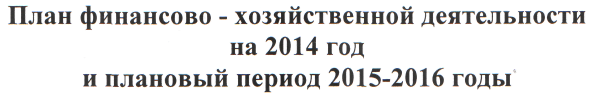 План финансово - хозяйственной деятельности
на 2014 год
и плановый период 2015-2016 годы